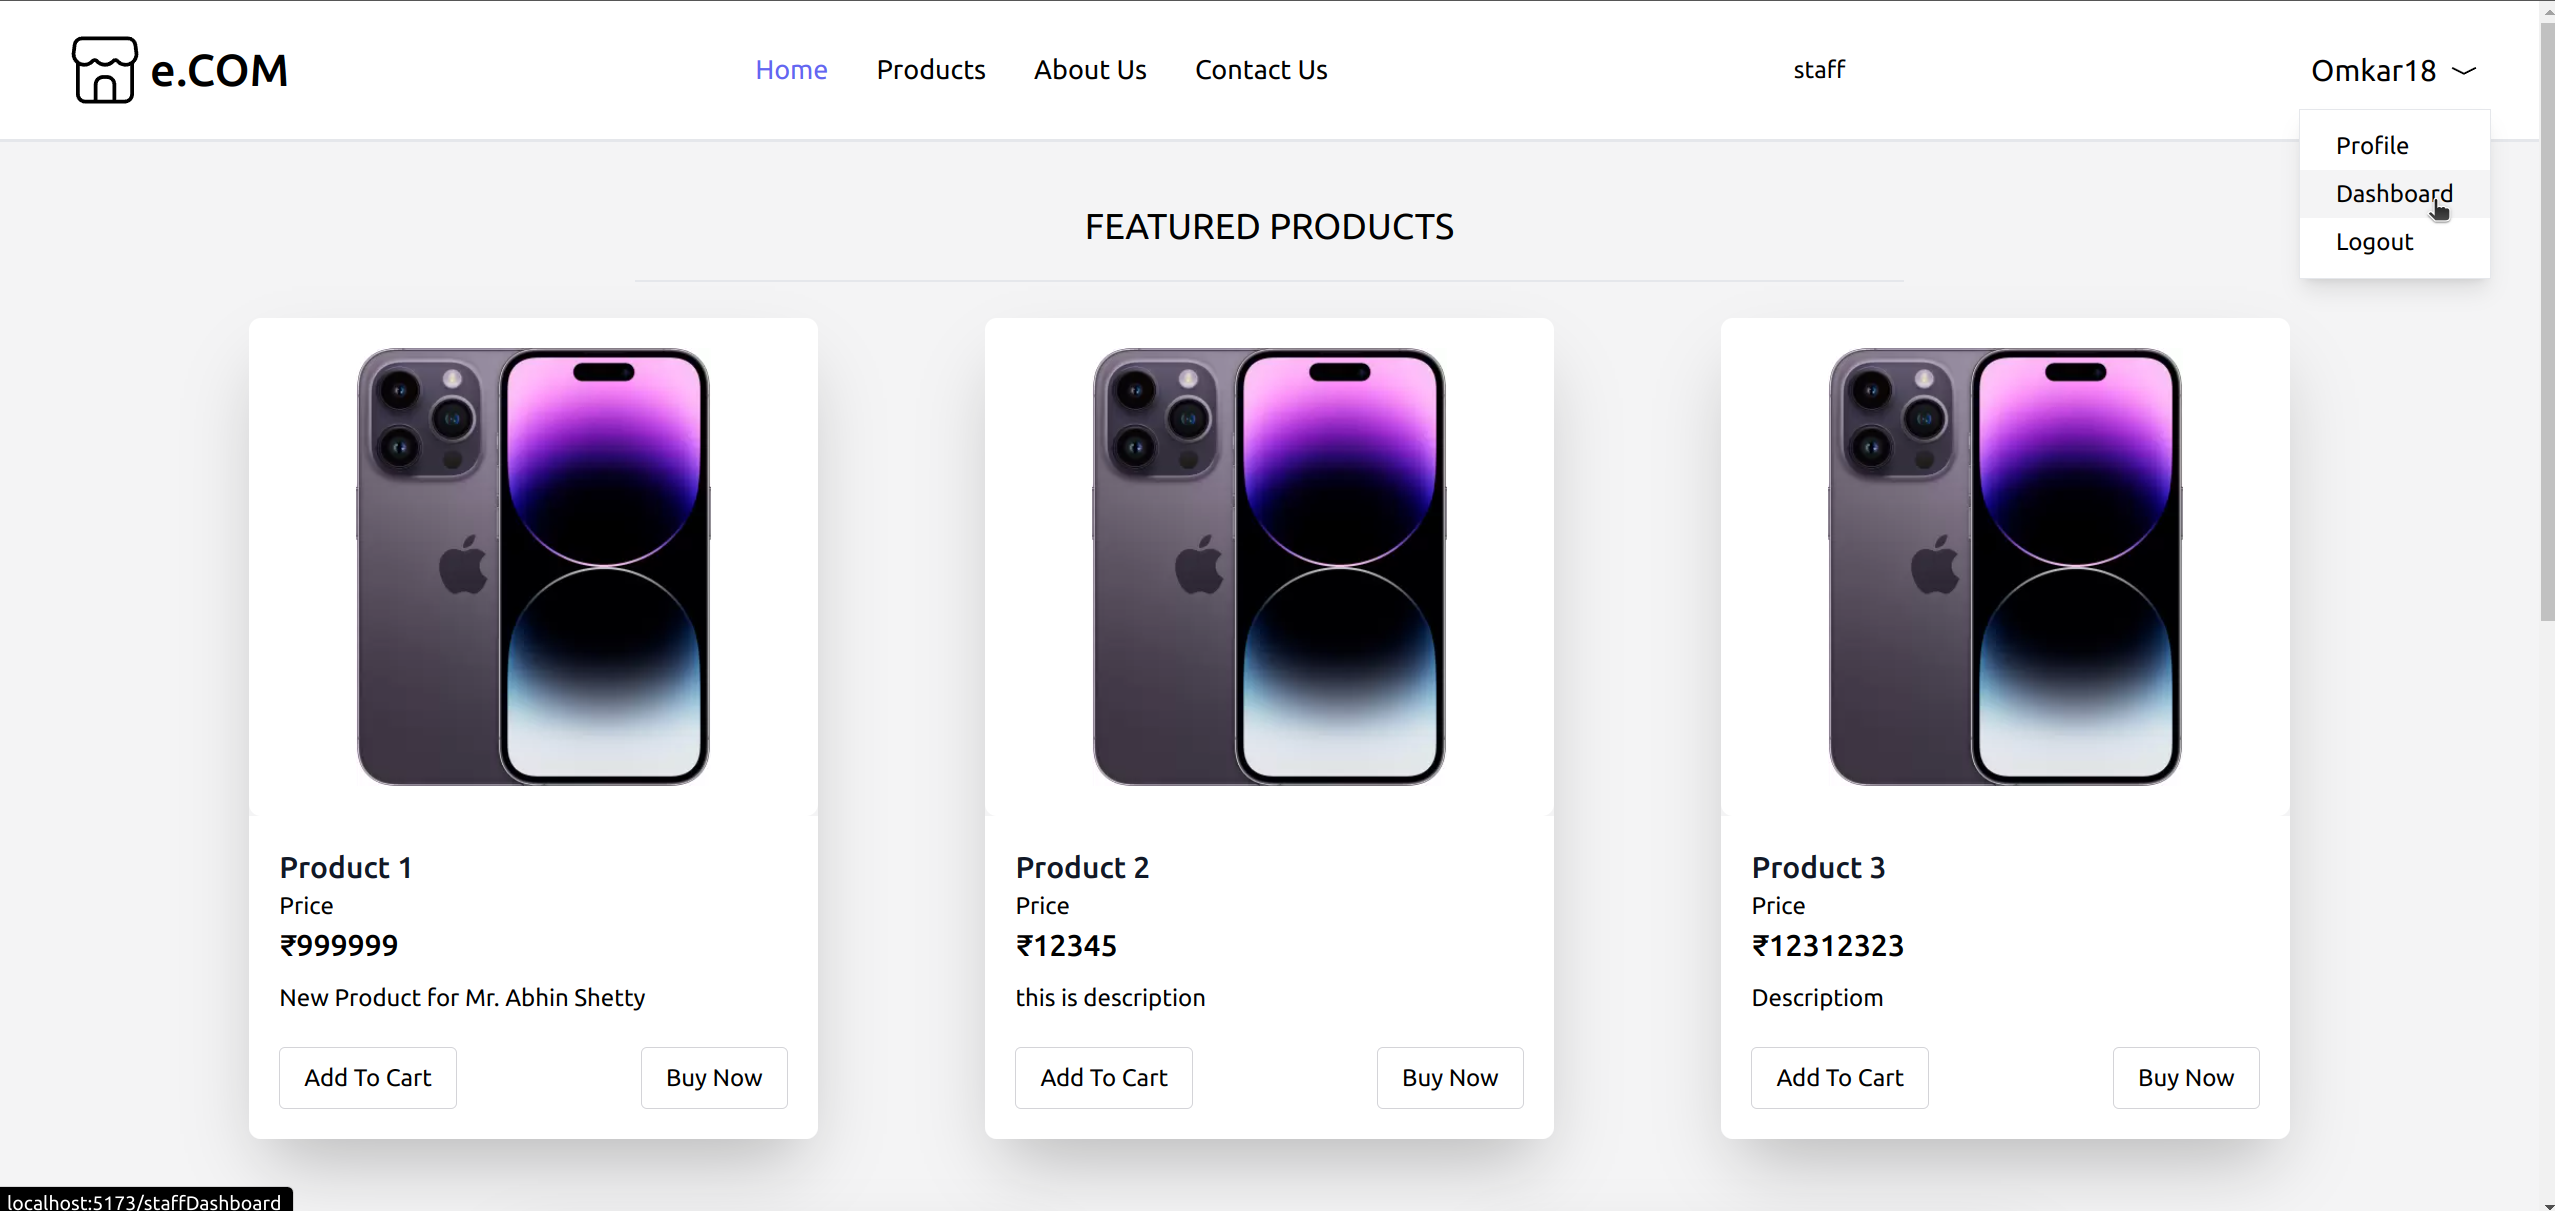 e.COM
Home Products About Us Contact Us staff Omkar18
Profile
Dashboard
Logout
FEATURED PRODUCTS
Product 1
Price
₹999999
New Product for Mr. Abhin Shetty
Add To Cart Buy Now
Product 2
Price
₹12345
this is description
Add To Cart Buy Now
Product 3
Price
₹12312323
Descriptiom
Add To Cart Buy Now
localhost:5173/staffDashboard